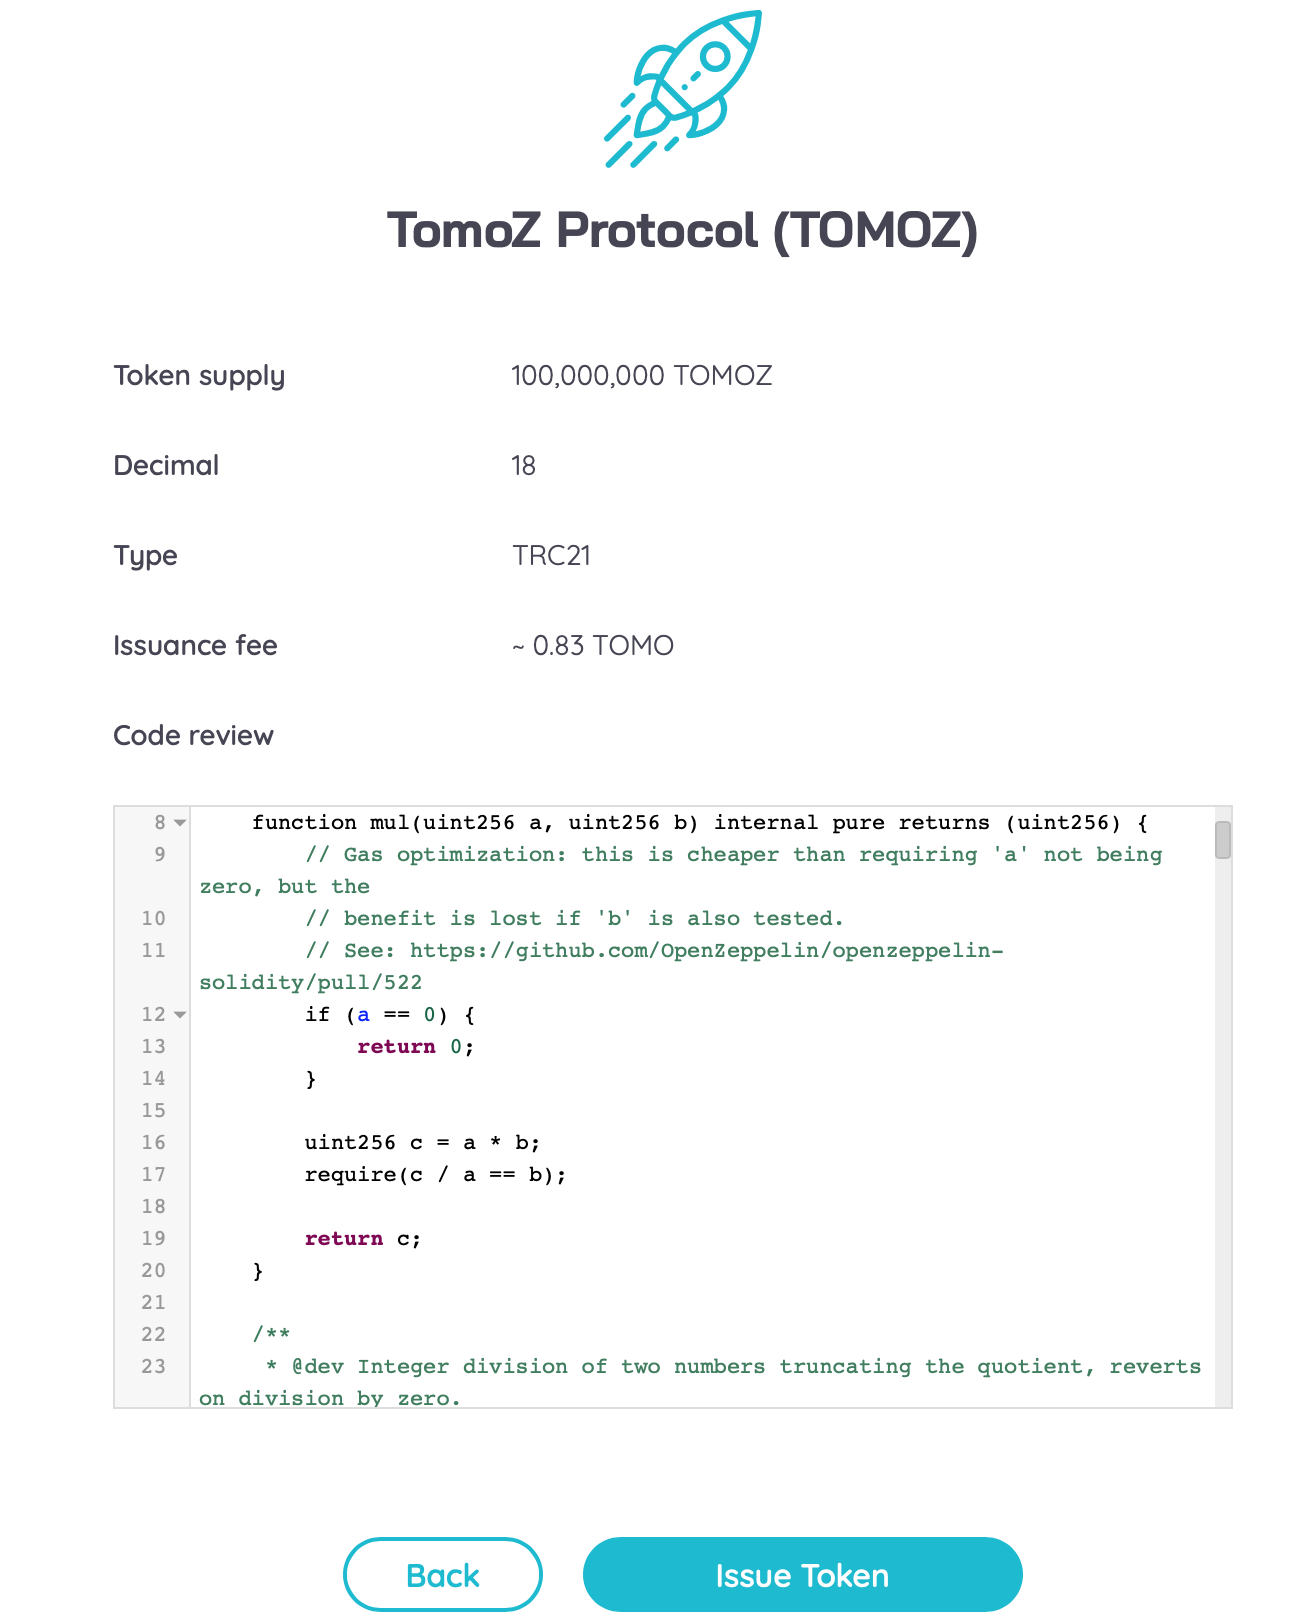 TomoZ Protocol (TOMOZ)
Token supply 100,000,000 TOMOZ
Decimal 18
Type TRC21
Issuance fee ~ 0.83 TOMO
Code review
8 function mul(uint256 a, uint256 b) internal pure returns (uint256) {
9 // Gas optimization: this is cheaper than requiring 'a' not being
zero, but the
10 // benefit is lost if 'b' is also tested.
11 // See: https://github.com/OpenZeppelin/openzeppelin-
solidity/pull/522
12 if (a == 0) {
13 return 0;
14 }
15
16 uint256 c = a * b;
17 require(c / a == b);
18
19 return c;
20 }
21
22 /**
23 * @dev Integer division of two numbers truncating the quotient, reverts
on division by zero.
Back Issue Token